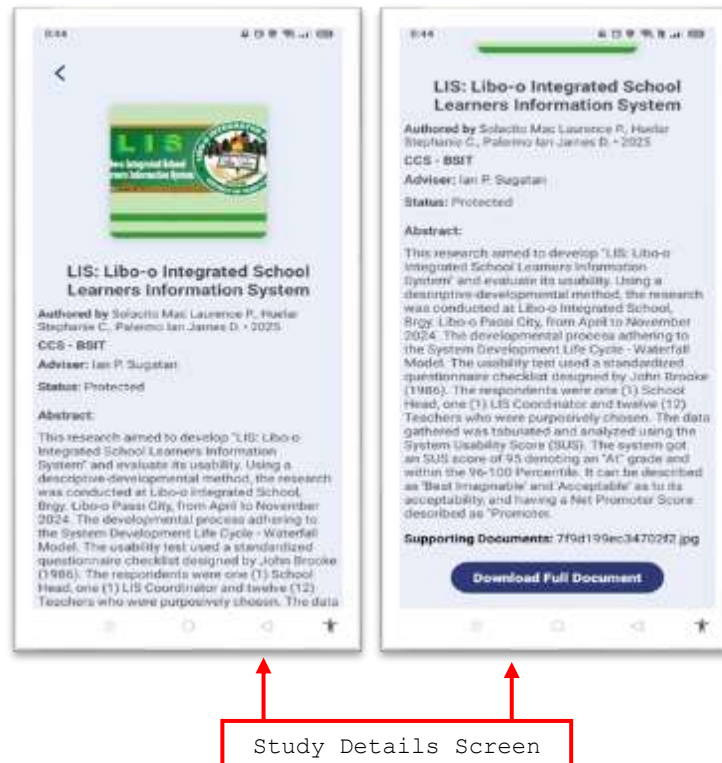 8:44
LIS
LIS: Libo-o Integrated School
Learners Information System
Authored by Solacito Mac Laurence P., Huelar
Stephanie C., Palermo Ian James D. • 2025
CCS - BSIT
Adviser: Ian P. Sugatan
Status: Protected
Abstract:
This research aimed to develop "LIS: Libo-o
Integrated School Learners Information
System" and evaluate its usability. Using a
descriptive-developmental method, the research
was conducted at Libo-o Integrated School,
Brgy. Libo-o Passi City, from April to November
2024. The developmental process adhering to
the System Development Life Cycle - Waterfall
Model. The usability test used a standardized
questionnaire checklist designed by John Brooke
(1986). The respondents were one (1) School
Head, one (1) LIS Coordinator and twelve (12)
Teachers who were purposively chosen. The data
8:44
LIS: Libo-o Integrated School
Learners Information System
Authored by Solacito Mac Laurence P., Huelar
Stephanie C., Palermo Ian James D. • 2025
CCS - BSIT
Adviser: Ian P. Sugatan
Status: Protected
Abstract:
This research aimed to develop "LIS: Libo-o
Integrated School Learners Information
System" and evaluate its usability. Using a
descriptive-developmental method, the research
was conducted at Libo-o Integrated School,
Brgy. Libo-o Passi City, from April to November
2024. The developmental process adhering to
the System Development Life Cycle - Waterfall
Model. The usability test used a standardized
questionnaire checklist designed by John Brooke
(1986). The respondents were one (1) School
Head, one (1) LIS Coordinator and twelve (12)
Teachers who were purposively chosen. The data
gathered was tabulated and analyzed using the
System Usability Score (SUS). The system got
an SUS score of 95 denoting an "A†" grade and
within the 96-100 Percentile. It can be described
as 'Best Imaginable' and 'Acceptable' as to its
acceptability, and having a Net Promoter Score
described as "Promoter.
Supporting Documents: 7f9d199ec34702f2.jpg
Download Full Document
Study Details Screen